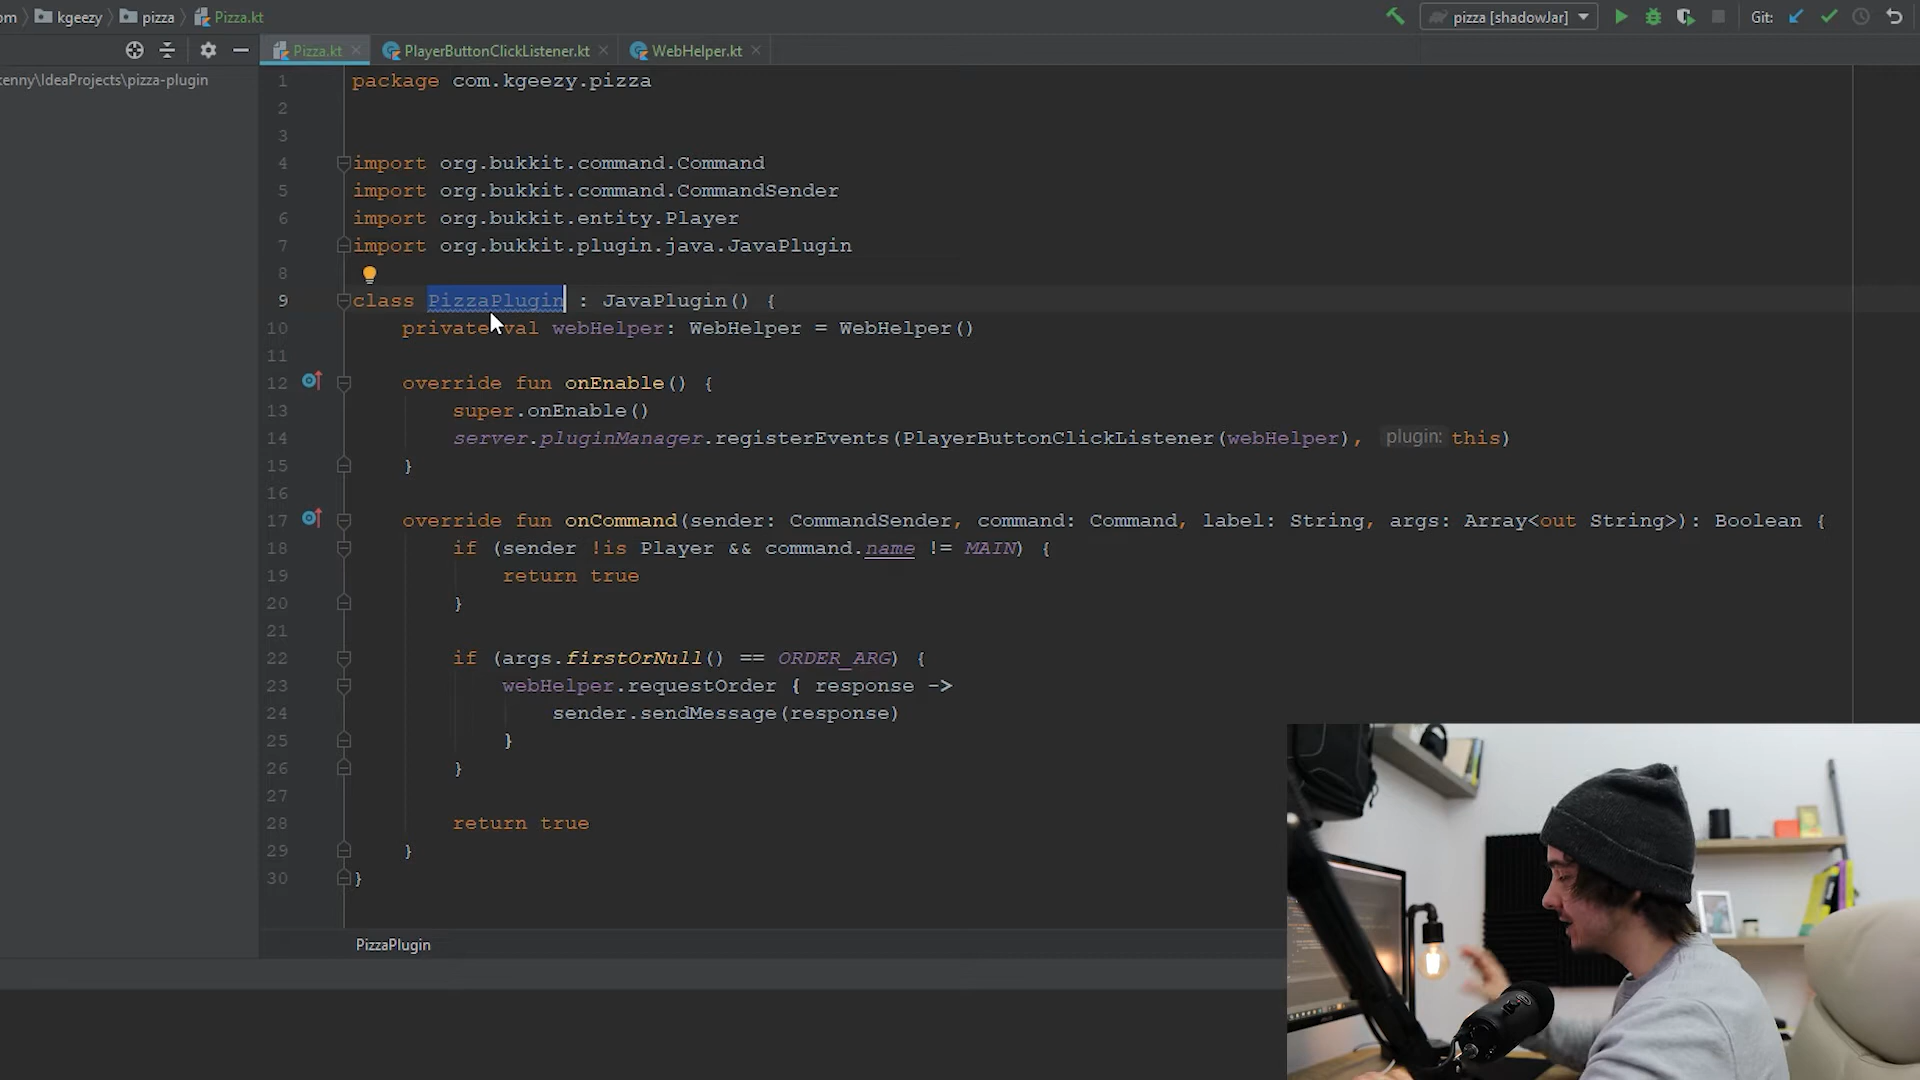 om kgeezy pizza Pizza.kt pizza [shadowJar] Git:
Pizza.kt PlayerButtonClickListener.kt WebHelper.kt
enny\IdeaProjects\pizza-plugin
1 package com.kgeezy.pizza
2
3
4 import org.bukkit.command.Command
5 import org.bukkit.command.CommandSender
6 import org.bukkit.entity.Player
7 import org.bukkit.plugin.java.JavaPlugin
8
9 class PizzaPlugin : JavaPlugin() {
10 private val webHelper: WebHelper = WebHelper()
11
12 override fun onEnable() {
13 super.onEnable()
14 server.pluginManager.registerEvents(PlayerButtonClickListener(webHelper), plugin: this)
15 }
16
17 override fun onCommand(sender: CommandSender, command: Command, label: String, args: Array<out String>): Boolean {
18 if (sender !is Player && command.name != MAIN) {
19 return true
20 }
21
22 if (args.firstOrNull() == ORDER_ARG) {
23 webHelper.requestOrder { response ->
24 sender.sendMessage(response)
25 }
26 }
27
28 return true
29 }
30 }
PizzaPlugin